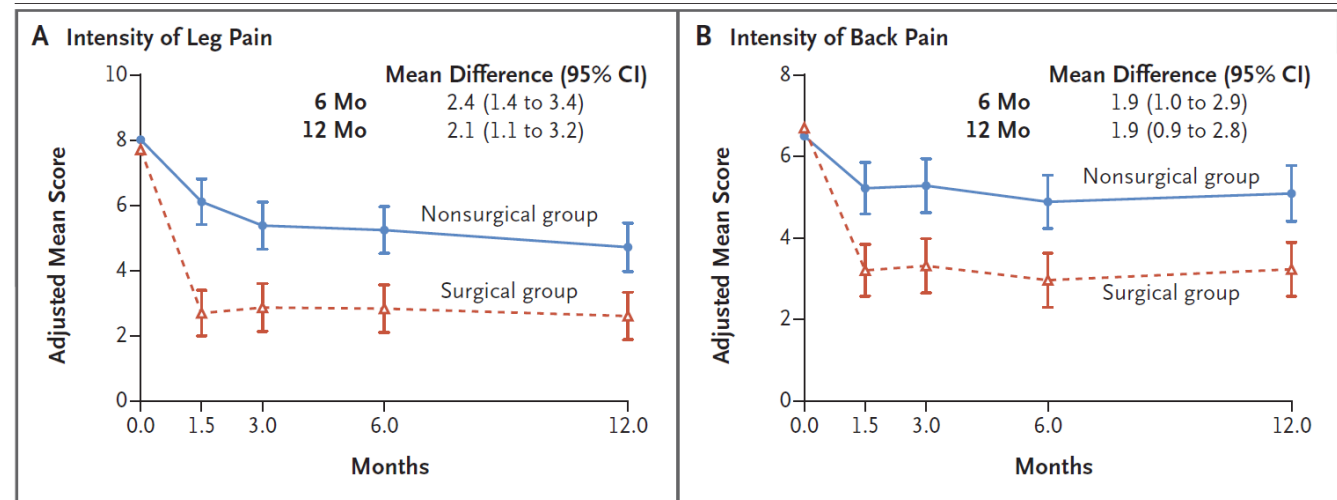 A Intensity of Leg Pain
Mean Difference (95% CI)
6 Mo 2.4 (1.4 to 3.4)
12 Mo 2.1 (1.1 to 3.2)
Adjusted Mean Score
10
8
6
4
2
0
Nonsurgical group
Surgical group
0.0 1.5 3.0 6.0 12.0
Months
B Intensity of Back Pain
Mean Difference (95% CI)
6 Mo 1.9 (1.0 to 2.9)
12 Mo 1.9 (0.9 to 2.8)
Adjusted Mean Score
8
6
4
2
0
Nonsurgical group
Surgical group
0.0 1.5 3.0 6.0 12.0
Months